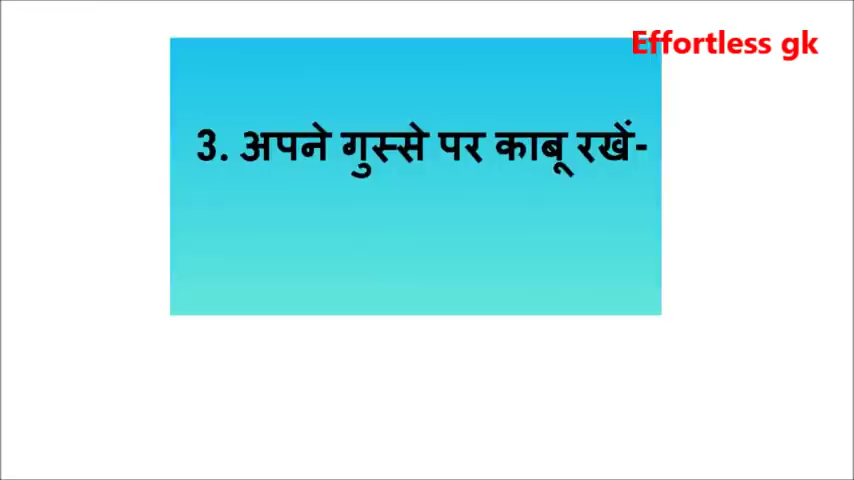 Effortless gk
3. अपने गुस्से पर काबू रखें-